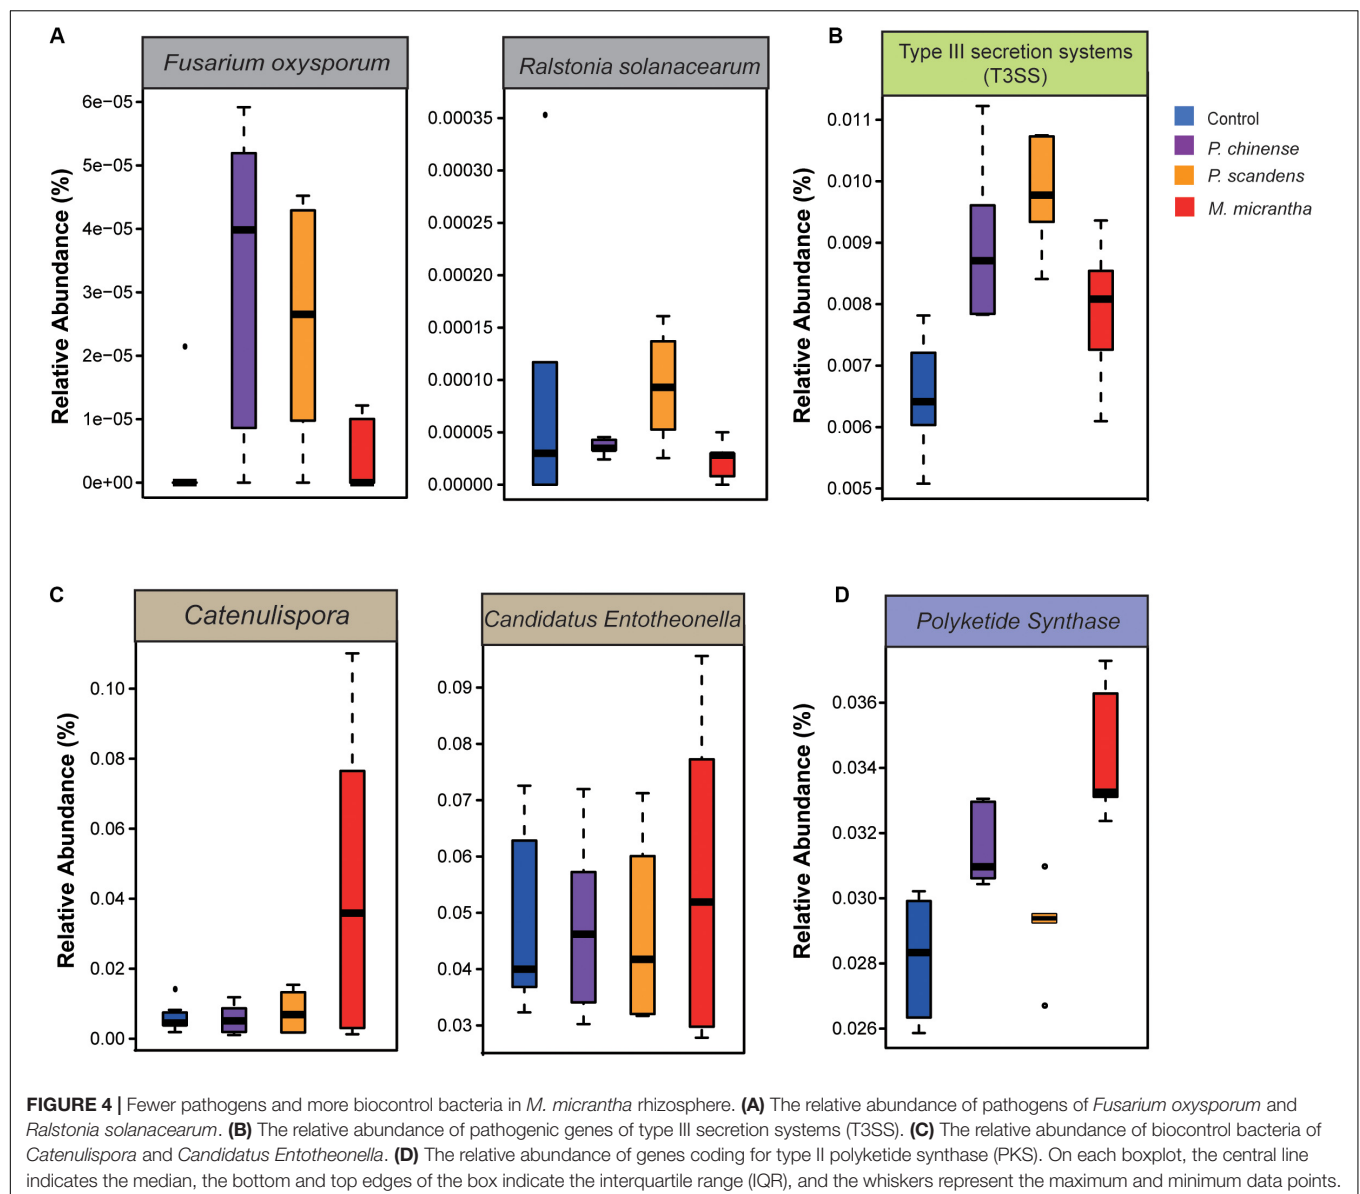 A
Fusarium oxysporum
Relative Abundance (%)
6e−05
5e−05
4e−05
3e−05
2e−05
1e−05
0e+00
Ralstonia solanacearum
0.00035
0.00030
0.00025
0.00020
0.00015
0.00010
0.00005
0.00000
B
Type III secretion systems
(T3SS)
Relative Abundance (%)
0.011
0.010
0.009
0.008
0.007
0.006
0.005
Control
P. chinense
P. scandens
M. micrantha
C
Catenulispora
Relative Abundance (%)
0.10
0.08
0.06
0.04
0.02
0.00
Candidatus Entotheonella
0.09
0.08
0.07
0.06
0.05
0.04
0.03
D
Polyketide Synthase
Relative Abundance (%)
0.036
0.034
0.032
0.030
0.028
0.026
FIGURE 4 | Fewer pathogens and more biocontrol bacteria in M. micrantha rhizosphere. (A) The relative abundance of pathogens of Fusarium oxysporum and
Ralstonia solanacearum. (B) The relative abundance of pathogenic genes of type III secretion systems (T3SS). (C) The relative abundance of biocontrol bacteria of
Catenulispora and Candidatus Entotheonella. (D) The relative abundance of genes coding for type II polyketide synthase (PKS). On each boxplot, the central line
indicates the median, the bottom and top edges of the box indicate the interquartile range (IQR), and the whiskers represent the maximum and minimum data points.